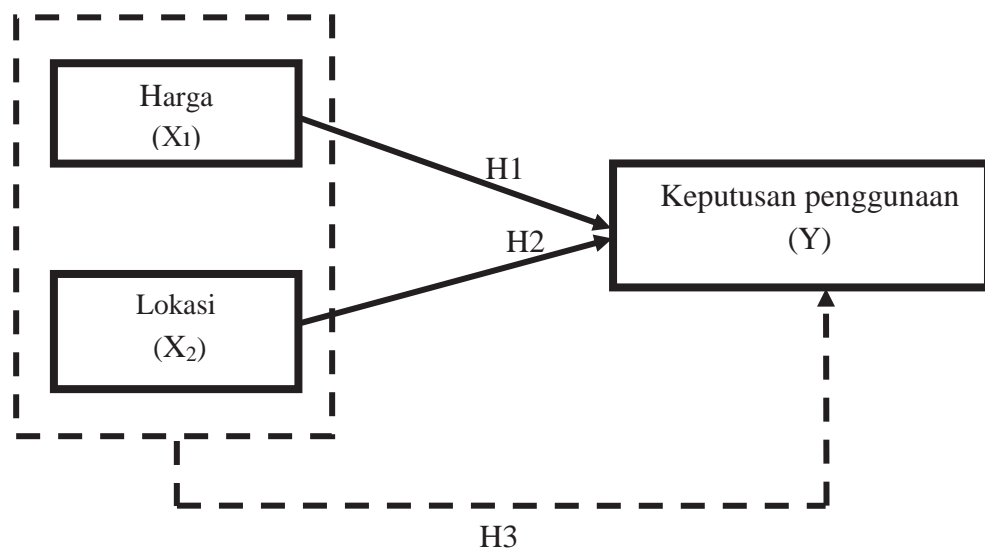 Harga
(X1)
H1
Keputusan penggunaan
(Y)
H2
Lokasi
(X₂)
H3